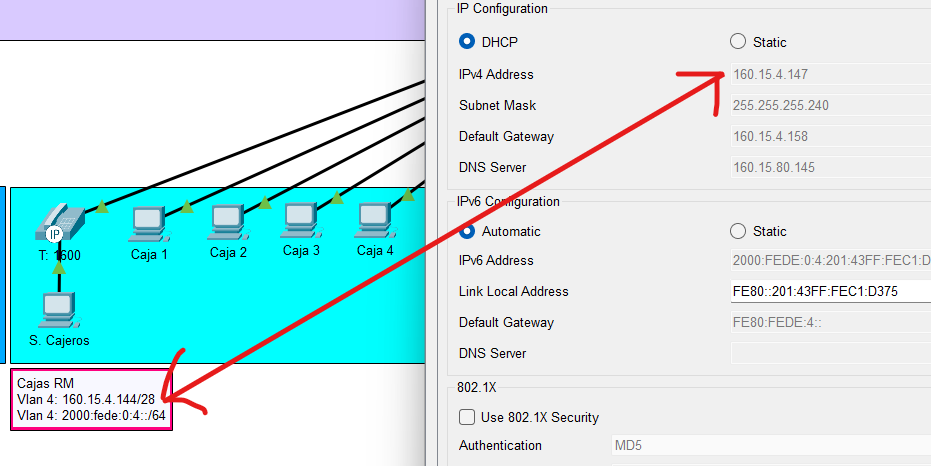 IP Configuration
DHCP
Static
IPv4 Address
160.15.4.147
Subnet Mask
255.255.255.240
Default Gateway
160.15.4.158
DNS Server
160.15.80.145
IPv6 Configuration
Automatic
Static
IPv6 Address
2000:FEDE:0:4:201:43FF:FEC1:D
Link Local Address
FE80::201:43FF:FEC1:D375
Default Gateway
FE80:FEDE:4::
DNS Server
802.1X
Use 802.1X Security
Authentication
MD5
IP
T: 1600
Caja 1
Caja 2
Caja 3
Caja 4
S. Cajeros
Cajas RM
Vlan 4: 160.15.4.144/28
Vlan 4: 2000:fede:0:4::/64